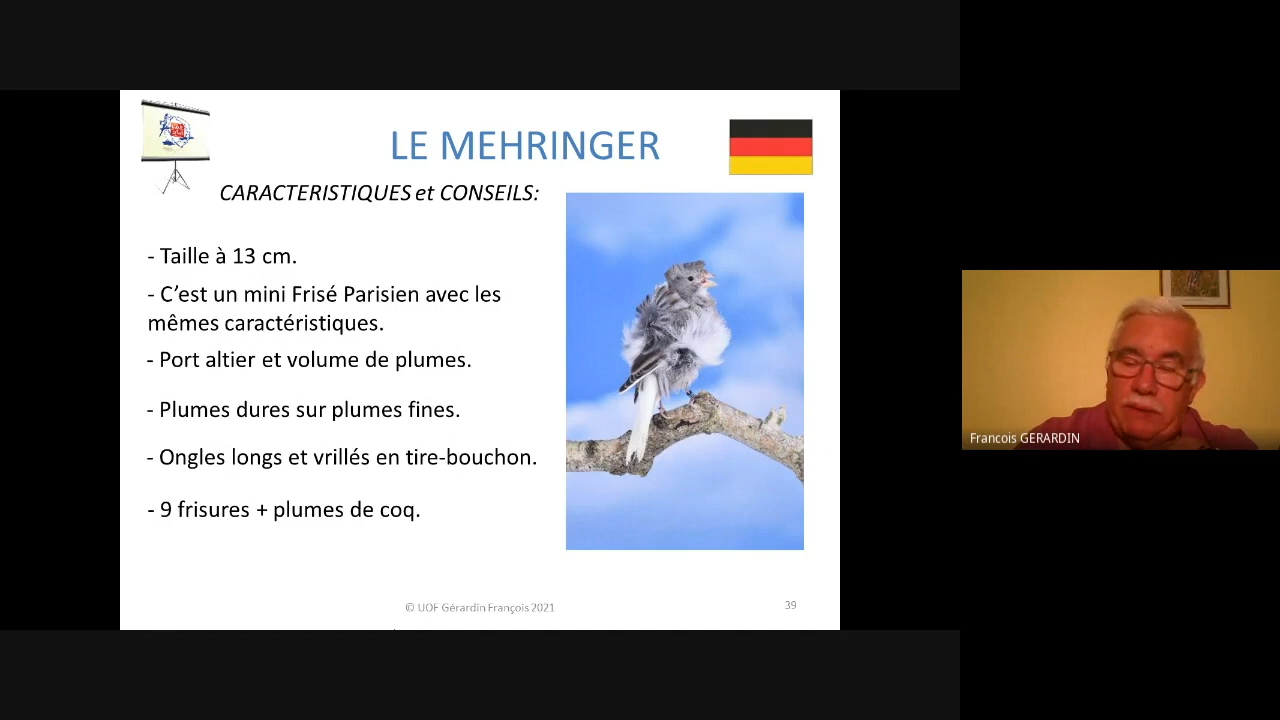 LE MEHRINGER
CARACTERISTIQUES et CONSEILS:
- Taille à 13 cm.
- C’est un mini Frisé Parisien avec les
mêmes caractéristiques.
- Port altier et volume de plumes.
- Plumes dures sur plumes fines.
- Ongles longs et vrillés en tire-bouchon.
- 9 frisures + plumes de coq.
© UOF Gérardin François 2021
39
Francois GERARDIN